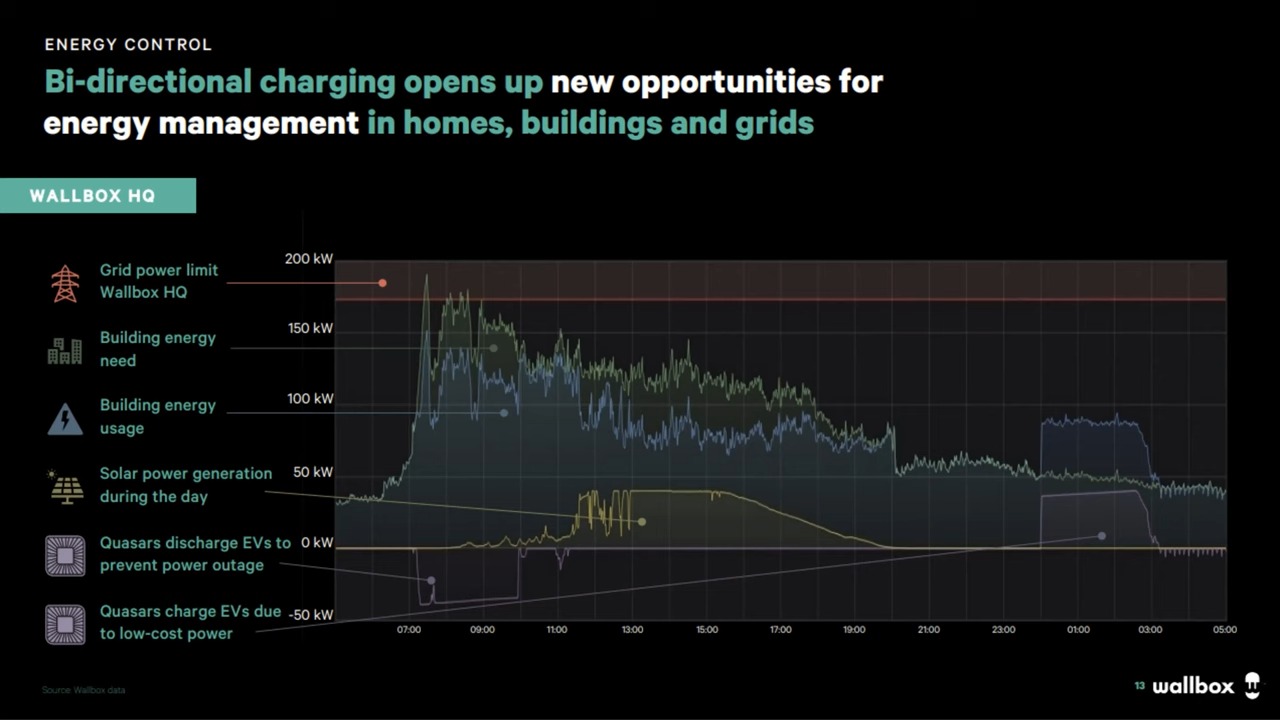 ENERGY CONTROL
Bi-directional charging opens up new opportunities for
energy management in homes, buildings and grids
WALLBOX HQ
Grid power limit
Wallbox HQ
Building energy
need
Building energy
usage
Solar power generation
during the day
Quasars discharge EVs to
prevent power outage
Quasars charge EVs due
to low-cost power
200 kW
150 kW
100 kW
50 kW
0 kW
-50 kW
07:00 09:00 11:00 13:00 15:00 17:00 19:00 21:00 23:00 01:00 03:00 05:00
Source Wallbox data
13 wallbox